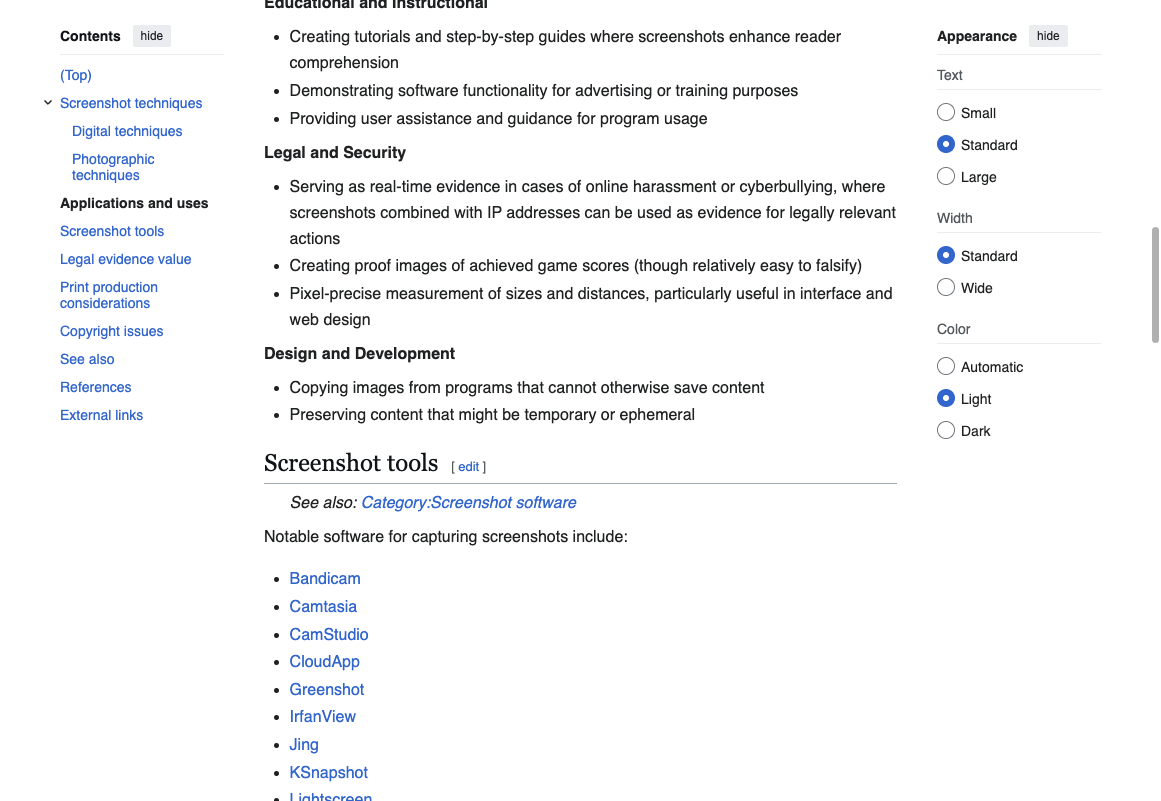 Contents hide
(Top)
Screenshot techniques
Digital techniques
Photographic
techniques
Applications and uses
Screenshot tools
Legal evidence value
Print production
considerations
Copyright issues
See also
References
External links
Educational and Instructional
• Creating tutorials and step-by-step guides where screenshots enhance reader
comprehension
• Demonstrating software functionality for advertising or training purposes
• Providing user assistance and guidance for program usage
Legal and Security
• Serving as real-time evidence in cases of online harassment or cyberbullying, where
screenshots combined with IP addresses can be used as evidence for legally relevant
actions
• Creating proof images of achieved game scores (though relatively easy to falsify)
• Pixel-precise measurement of sizes and distances, particularly useful in interface and
web design
Design and Development
• Copying images from programs that cannot otherwise save content
• Preserving content that might be temporary or ephemeral
Screenshot tools [ edit ]
See also: Category:Screenshot software
Notable software for capturing screenshots include:
• Bandicam
• Camtasia
• CamStudio
• CloudApp
• Greenshot
• IrfanView
• Jing
• KSnapshot
• Lightscreen
Appearance hide
Text
Small
Standard
Large
Width
Standard
Wide
Color
Automatic
Light
Dark